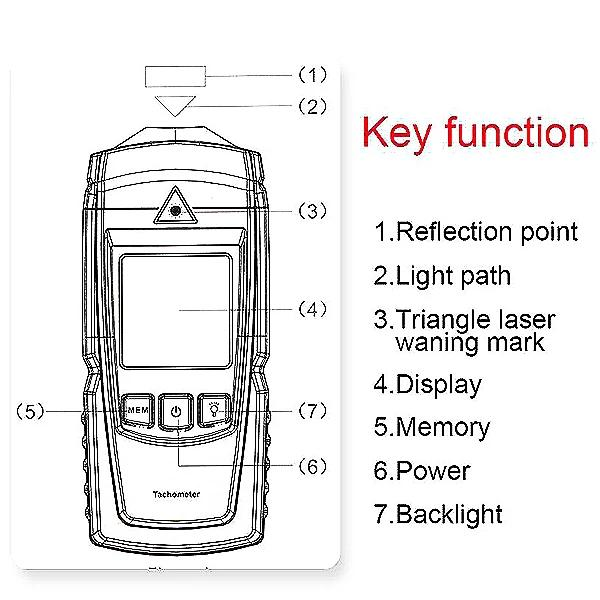 (1)
(2)
Key function
(3)
(4)
(5)
MEM
(7)
(6)
Tachometer
1.Reflection point
2.Light path
3.Triangle laser
waning mark
4.Display
5.Memory
6.Power
7.Backlight